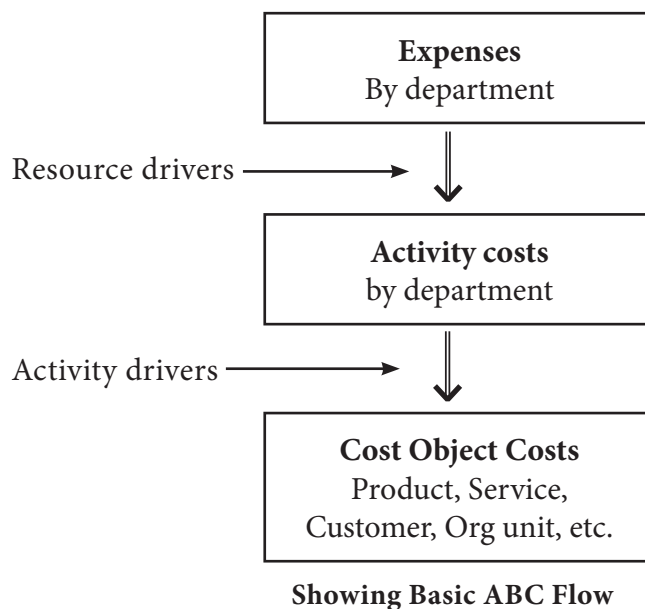 Expenses
By department
Resource drivers
Activity costs
by department
Activity drivers
Cost Object Costs
Product, Service,
Customer, Org unit, etc.
Showing Basic ABC Flow